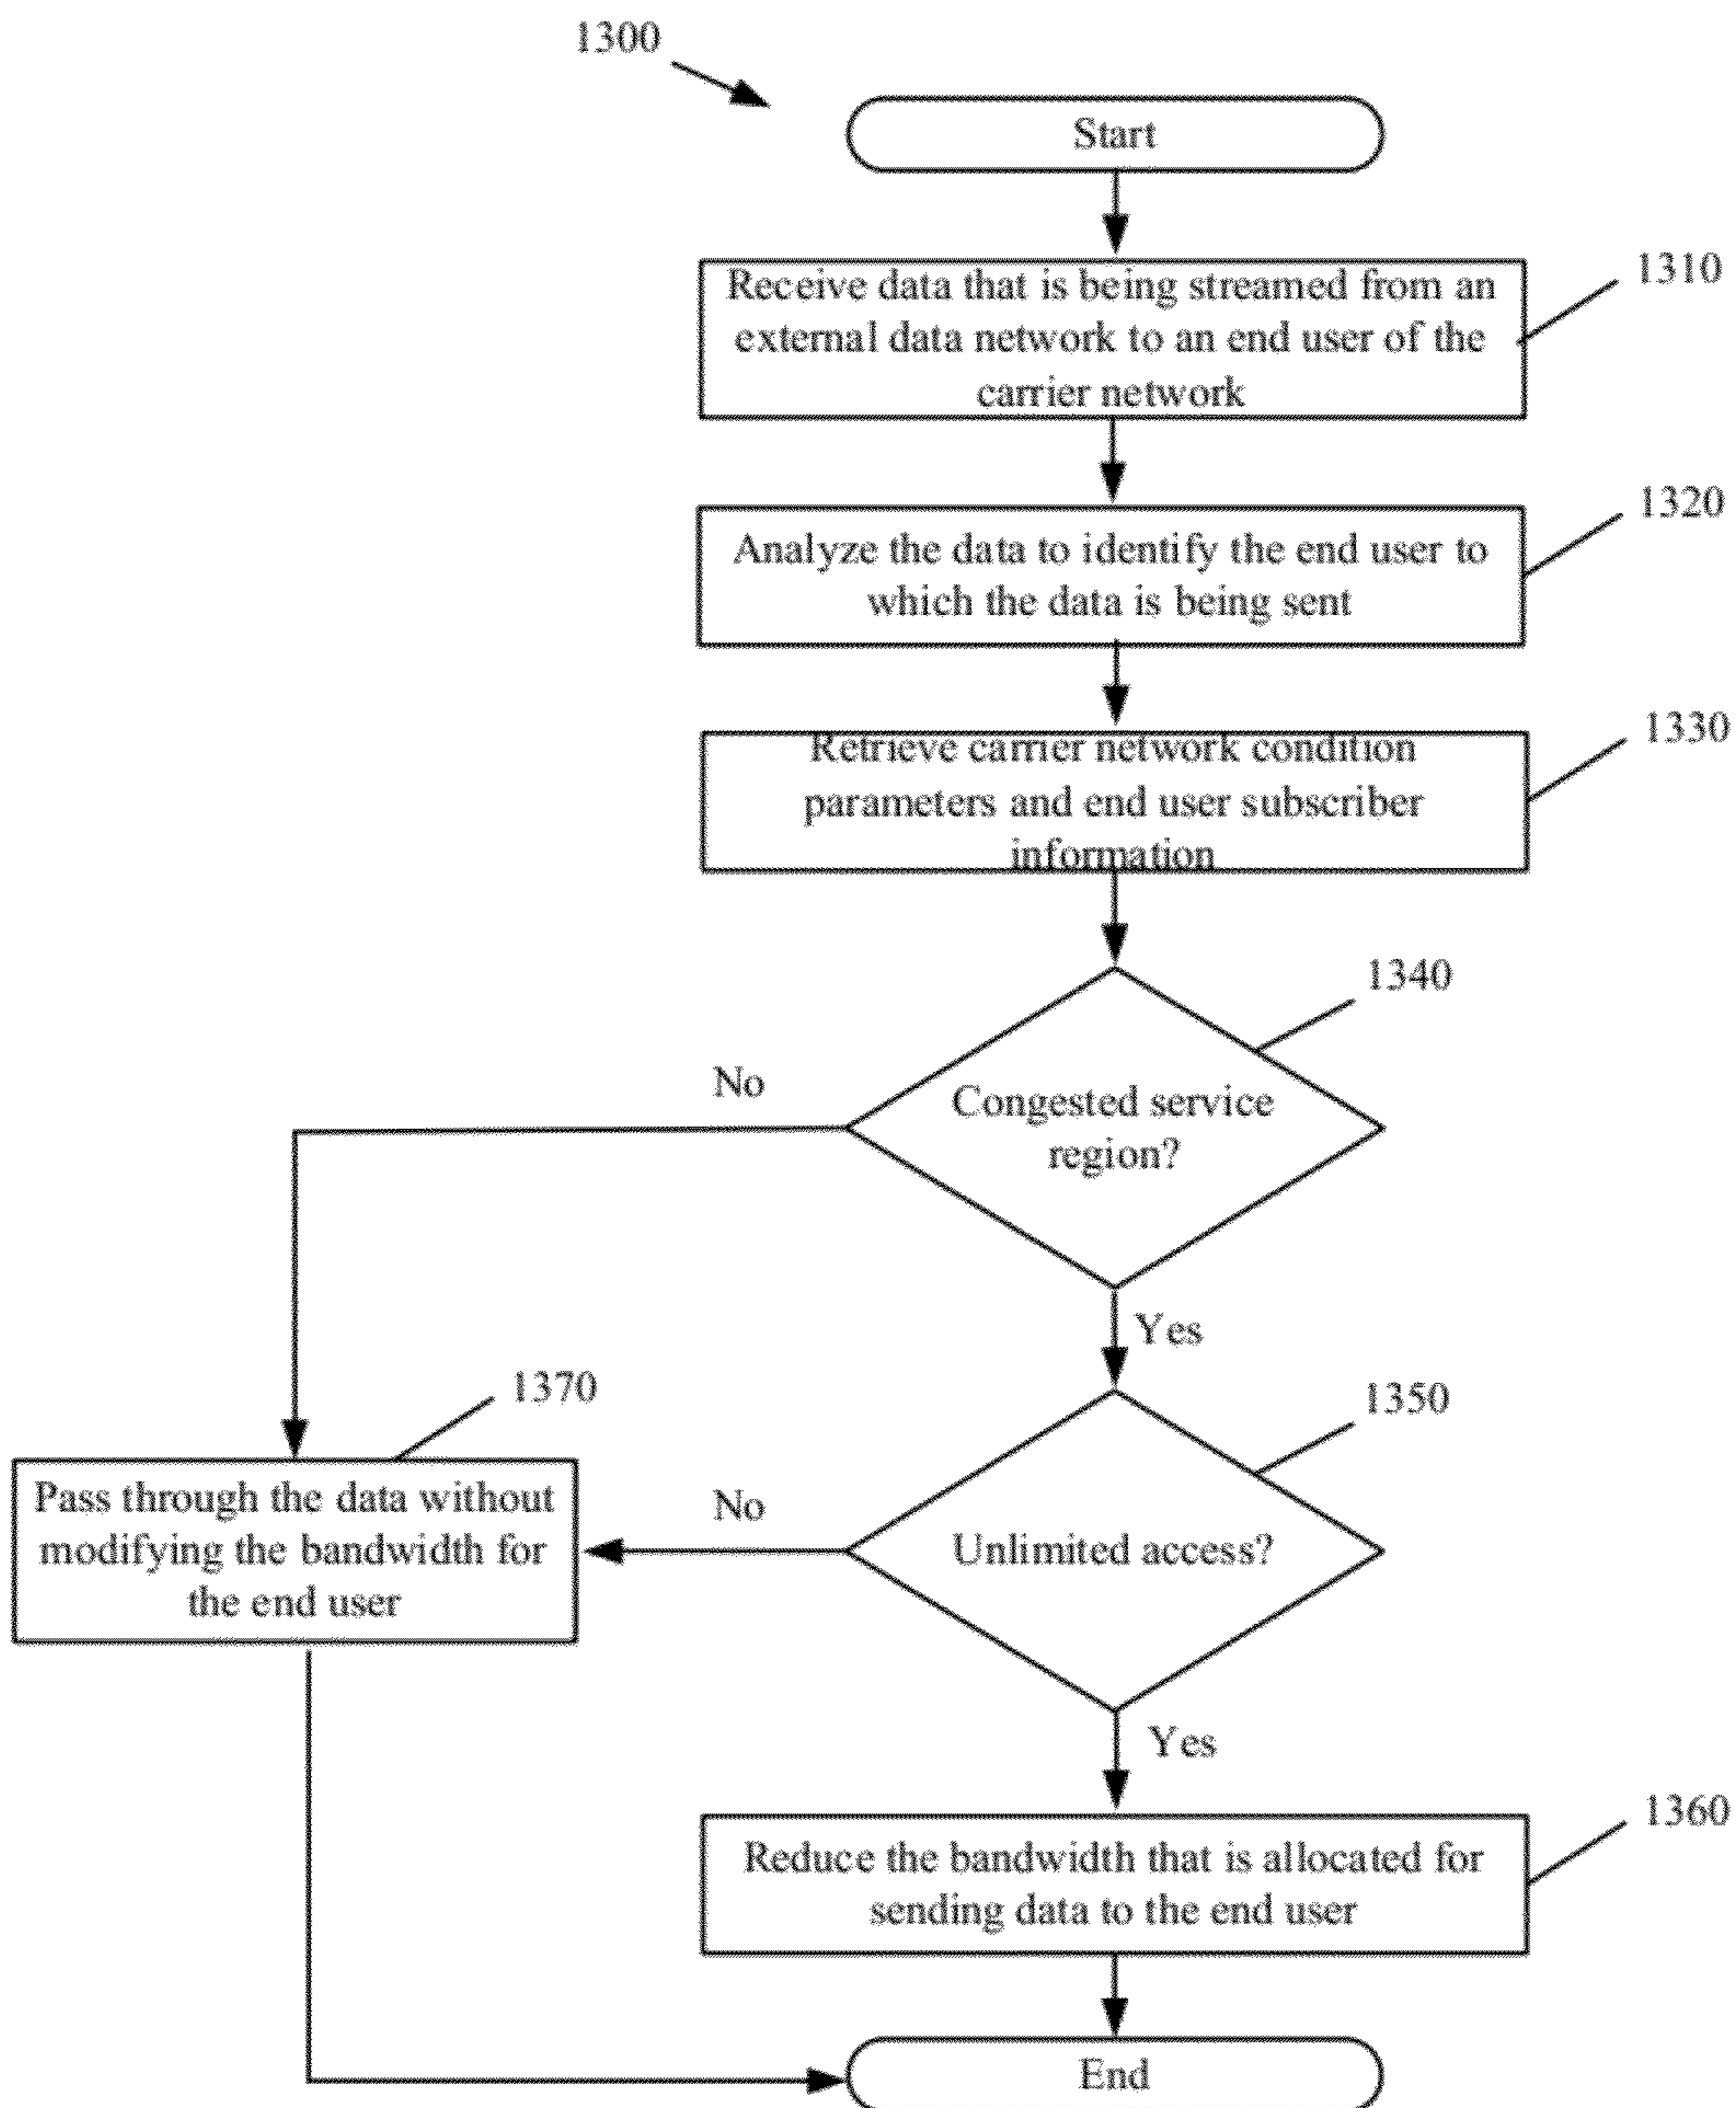 1300
Start
Receive data that is being streamed from an
external data network to an end user of the
carrier network
1310
Analyze the data to identify the end user to
which the data is being sent
1320
Retrieve carrier network condition
parameters and end user subscriber
information
1330
1340
Congested service
region?
No
Yes
1370
1350
Pass through the data without
modifying the bandwidth for
the end user
No
Unlimited access?
Yes
1360
Reduce the bandwidth that is allocated for
sending data to the end user
End